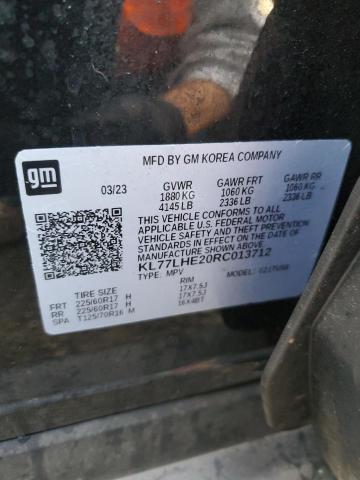 gm
MFD BY GM KOREA COMPANY
03/23 GVWR GAWR FRT GAWR RR
1880 KG 1060 KG 1060 KG
4145 LB 2336 LB 2336 LB
THIS VEHICLE CONFORMS TO ALL
APPLICABLE U.S. FEDERAL MOTOR
VEHICLE SAFETY AND THEFT PREVENTION
STANDARDS IN EFFECT ON THE DATE OF
MANUFACTURE SHOWN ABOVE.
KL77LHE20RC013712
TYPE: MPV MODEL:
TIRE SIZE RIM
FRT 225/60R17 H 17X7.5J
RR 225/60R17 H 17X7.5J
SPA T125/70R16 M 16X4BT